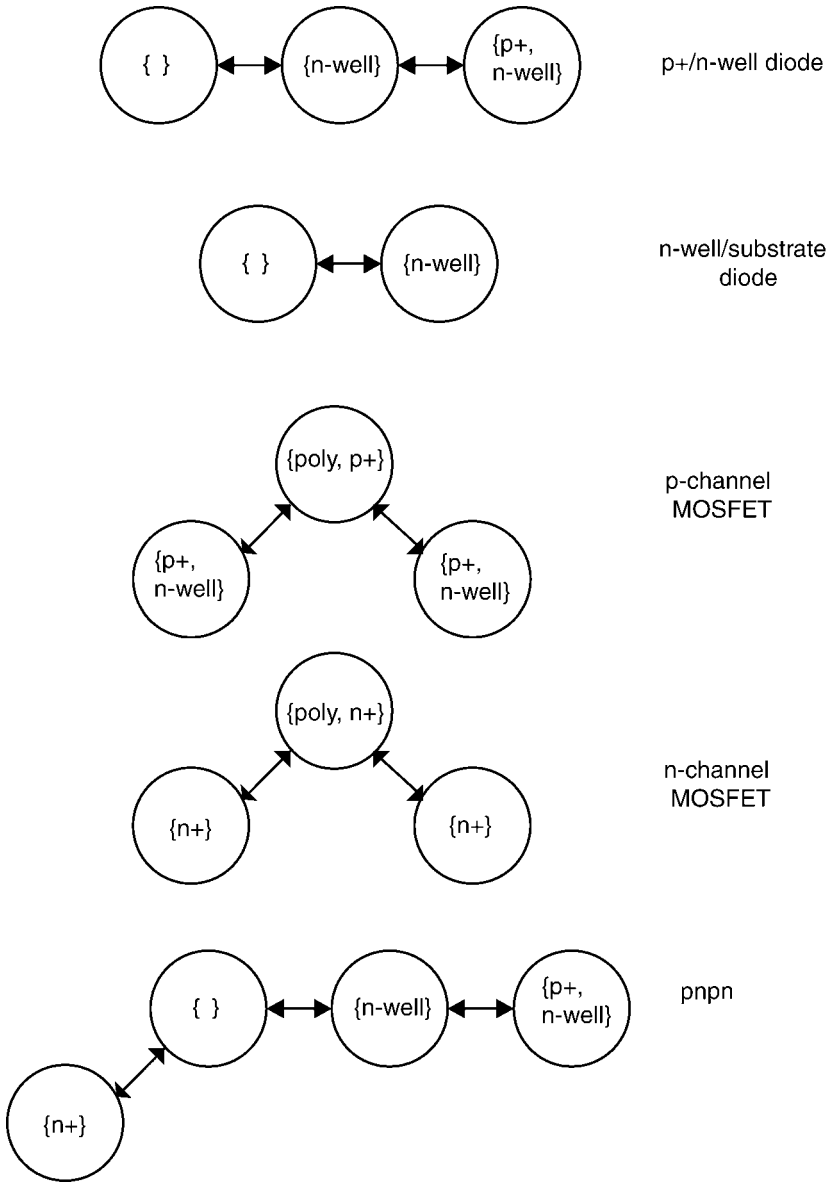 { }
{n-well}
{p+,
n-well}
p+/n-well diode
{ }
{n-well}
n-well/substrate
diode
{poly, p+}
{p+,
n-well}
{p+,
n-well}
p-channel
MOSFET
{poly, n+}
{n+}
{n+}
n-channel
MOSFET
{ }
{n-well}
{p+,
n-well}
pnpn
{n+}